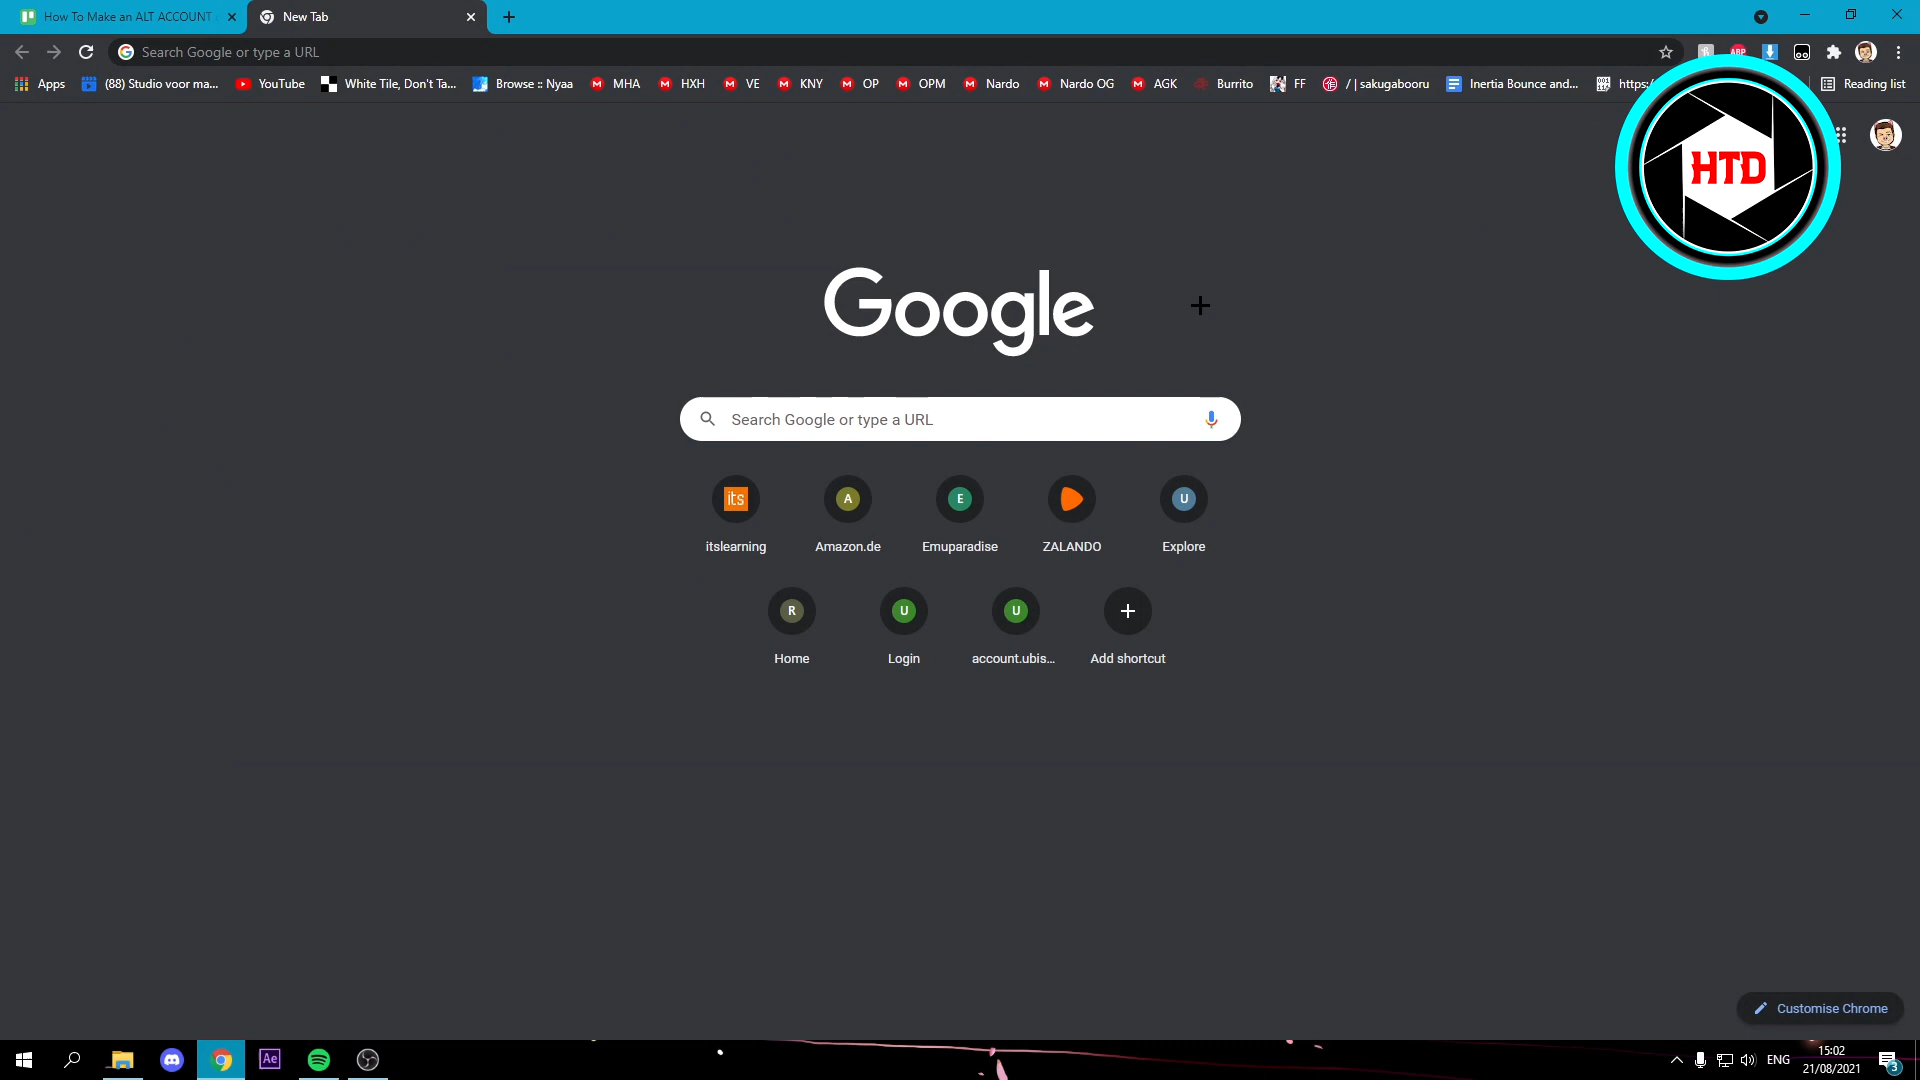 How To Make an ALT ACCOUNT
New Tab
Search Google or type a URL
ABP
Apps
(88) Studio voor ma...
YouTube
White Tile, Don't Ta...
Browse :: Nyaa
MHA
HXH
VE
KNY
OP
OPM
Nardo
Nardo OG
AGK
Burrito
FF
/ | sakugabooru
Inertia Bounce and...
https:/
Reading list
HTD
Google
Search Google or type a URL
its
A
E
U
itslearning
Amazon.de
Emuparadise
ZALANDO
Explore
R
U
U
Home
Login
account.ubis...
Add shortcut
Customise Chrome
Ae
ENG
15:02
21/08/2021
3